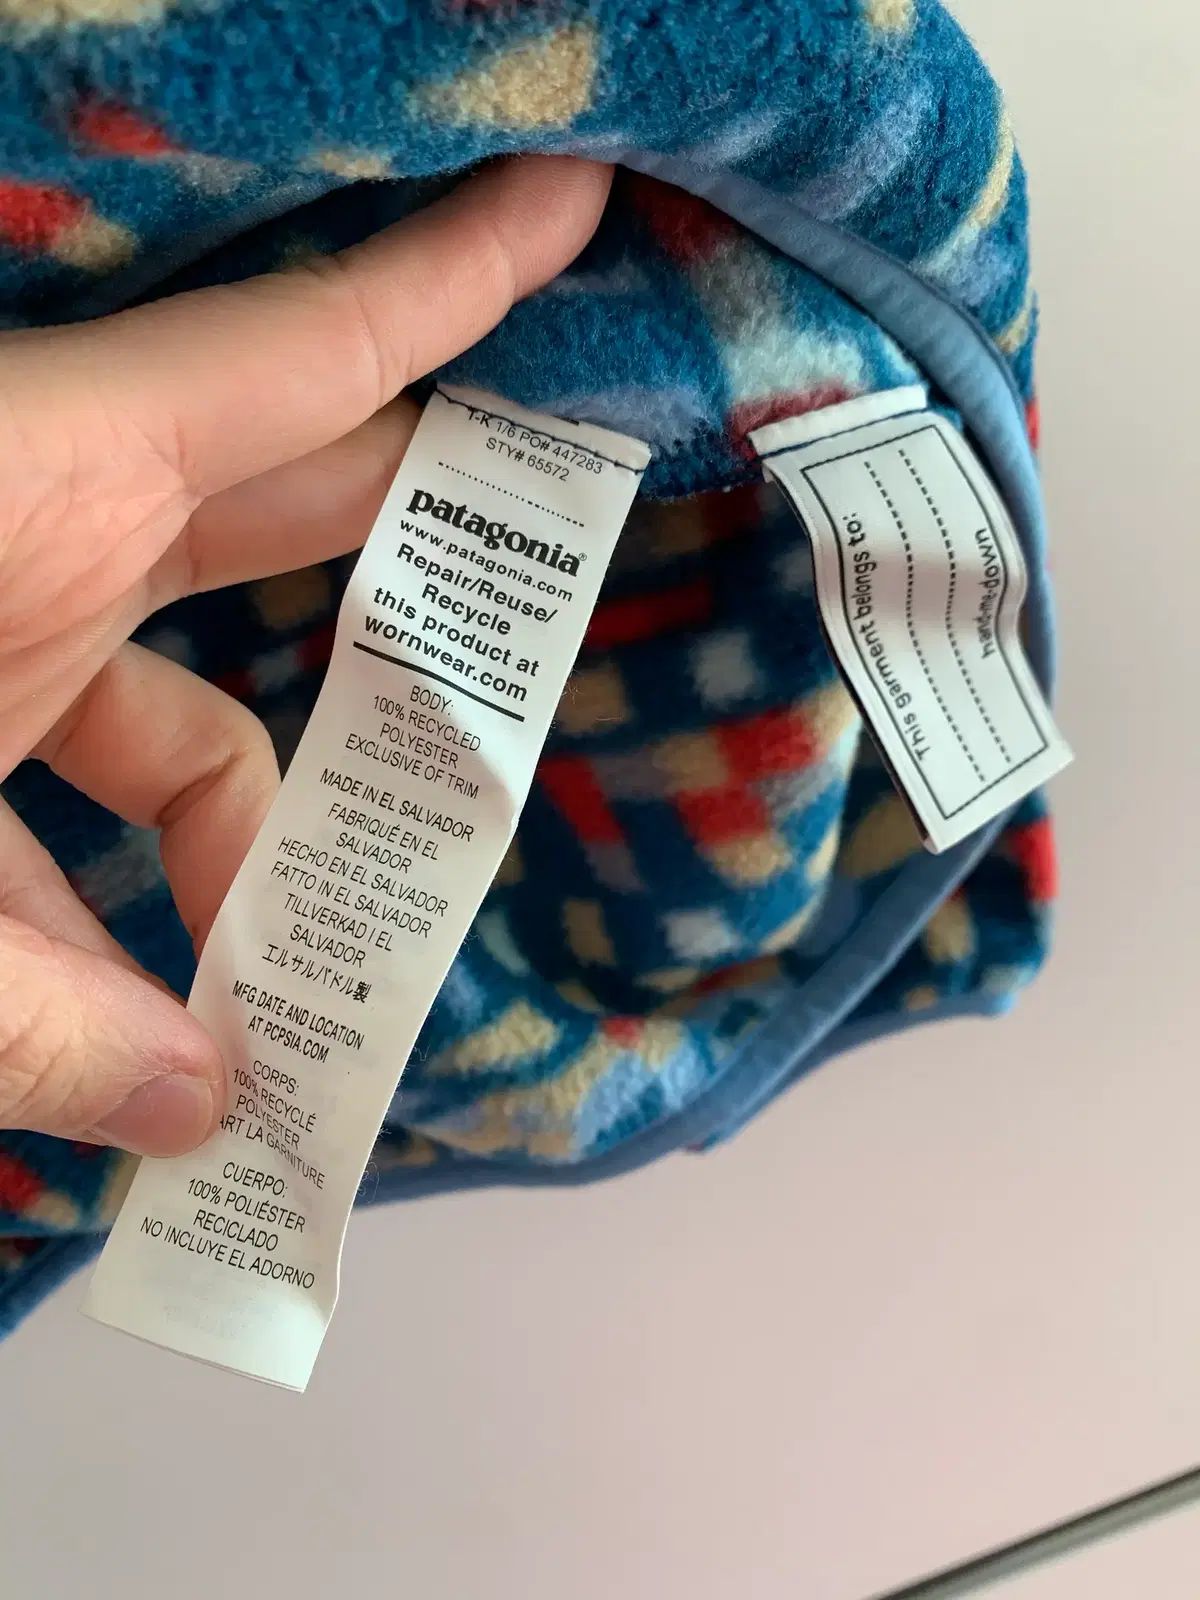 T-K 1/6 PO# 447283
STY# 65572
patagonia®
www.patagonia.com
Repair/Reuse/
Recycle
this product at
wornwear.com
BODY:
100% RECYCLED
POLYESTER
EXCLUSIVE OF TRIM
MADE IN EL SALVADOR
FABRIQUÉ EN EL
SALVADOR
HECHO EN EL SALVADOR
FATTO IN EL SALVADOR
TILLVERKAD I EL
SALVADOR
エルサルバドル製
MFG DATE AND LOCATION
AT PCPSIA.COM
CORPS:
100% RECYCLÉ
POLYESTER
LA GARNITURE
CUERPO:
100% POLIÉSTER
RECICLADO
NO INCLUYE EL ADORNO
This garment belongs to:
hand-me-down